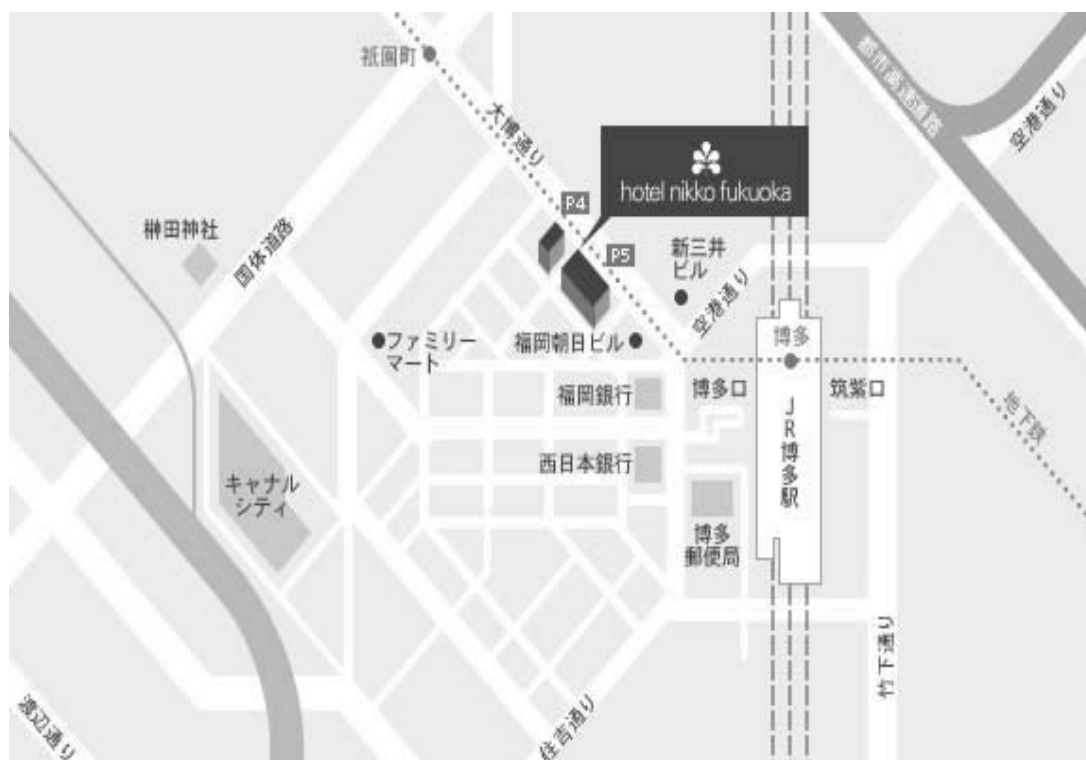 祇園町
大博通り
都市高速道路
空港通り
hotel nikko fukuoka
P4
P5
櫛田神社
国体道路
新三井
ビル
空港通り
ファミリー
マート
福岡朝日ビル
博多
福岡銀行
博多口
筑紫口
地下鉄
JR博多駅
西日本銀行
キャナル
シティ
博多
郵便局
竹下通り
渡辺通り
住吉通り